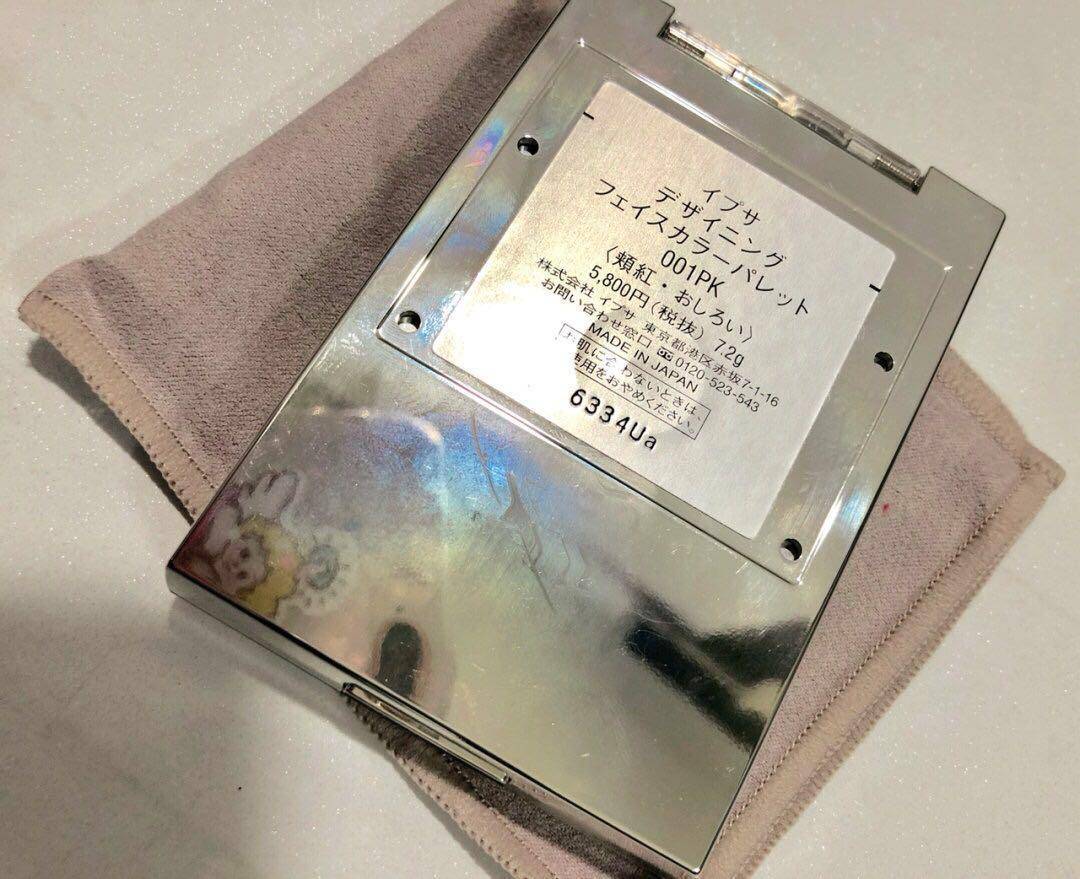 イプサ
デザイニング
フェイスカラーパレット
001PK
〈頬紅・おしろい〉
5,800円(税抜) 7.2g
株式会社 イプサ 東京都港区赤坂7-1-16
お問い合わせ窓口 0120-523-543
MADE IN JAPAN
お肌に合わないときは、
使用をおやめください。
6334Ua